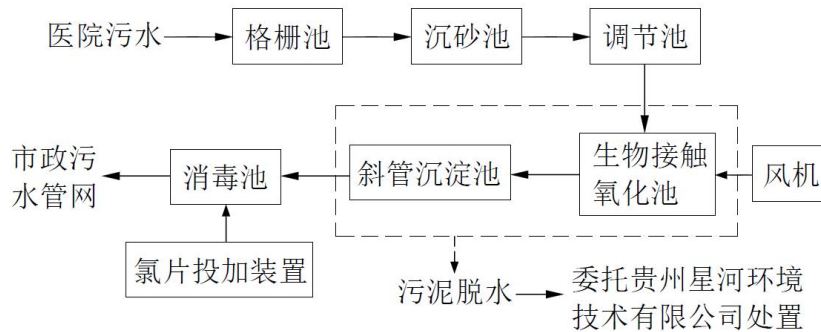 医院污水
格栅池
沉砂池
调节池
市政污
水管网
消毒池
斜管沉淀池
生物接触
氧化池
风机
氯片投加装置
污泥脱水
委托贵州星河环境
技术有限公司处置